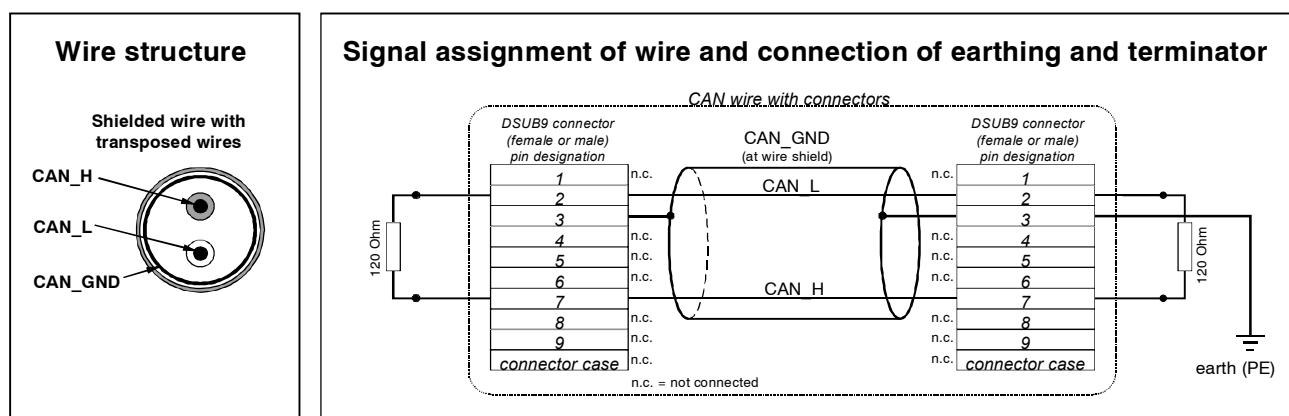 Wire structure
Shielded wire with
transposed wires
CAN_H
CAN_L
CAN_GND
Signal assignment of wire and connection of earthing and terminator
CAN wire with connectors
DSUB9 connector
(female or male)
pin designation
1
2
3
4
5
6
7
8
9
connector case
n.c.
n.c.
n.c.
n.c.
n.c.
n.c.
n.c.
120 Ohm
CAN_GND
(at wire shield)
CAN_L
CAN_H
n.c. = not connected
DSUB9 connector
(female or male)
pin designation
n.c.
n.c.
n.c.
n.c.
n.c.
n.c.
n.c.
1
2
3
4
5
6
7
8
9
connector case
120 Ohm
earth (PE)